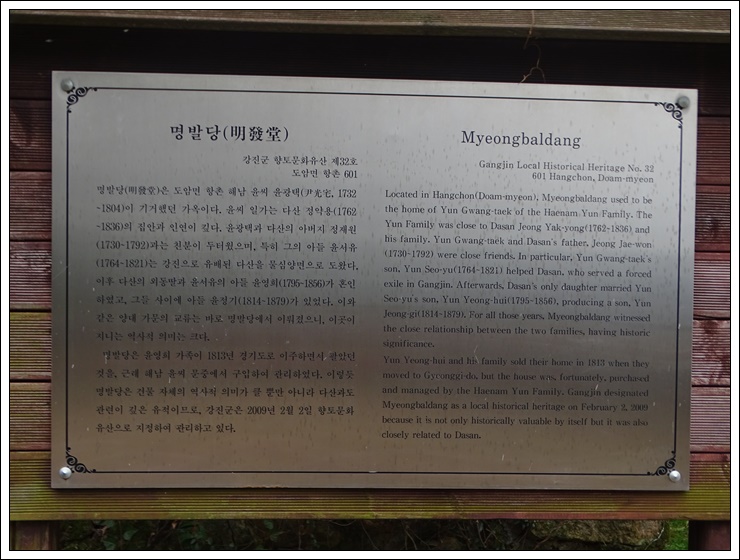 명발당(明發堂)
강진군 향토문화유산 제32호
도암면 항촌 601
명발당(明發堂)은 도암면 항촌 해남 윤씨 윤광택(尹光宅, 1732
~1804)이 기거했던 가옥이다. 윤씨 일가는 다산 정약용(1762
~1836)의 집안과 인연이 깊다. 윤광택과 다산의 아버지 정재원
(1730~1792)과는 친분이 두터웠으며, 특히 그의 아들 윤서유
(1764~1821)는 강진으로 유배된 다산을 물심양면으로 도왔다.
이후 다산의 외동딸과 윤서유의 아들 윤영희(1795~1856)가 혼인
하였고, 그들 사이에 아들 윤정기(1814~1879)가 있었다. 이와
같은 양대 가문의 교류는 바로 명발당에서 이뤄졌으니, 이곳이
지니는 역사적 의미는 크다.
명발당은 윤영희 가족이 1813년 경기도로 이주하면서 팔았던
것을, 근래 해남 윤씨 문중에서 구입하여 관리하였다. 이렇듯
명발당은 건물 자체의 역사적 의미가 클 뿐만 아니라 다산과도
관련이 깊은 유적이므로, 강진군은 2009년 2월 2일 향토문화
유산으로 지정하여 관리하고 있다.
Myeongbaldang
Gangjin Local Historical Heritage No. 32
601 Hangchon, Doam-myeon
Located in Hangchon(Doam-myeon), Myeongbaldang used to be
the home of Yun Gwang-taek of the Haenam Yun Family. The
Yun Family was close to Dasan Jeong Yak-yong(1762~1836) and
his family. Yun Gwang-taek and Dasan's father, Jeong Jae-won
(1730~1792) were close friends. In particular, Yun Gwang-taek's
son, Yun Seo-yu(1764~1821) helped Dasan, who served a forced
exile in Gangjin. Afterwards, Dasan's only daughter married Yun
Seo-yu's son, Yun Yeong-hui(1795~1856), producing a son, Yun
Jeong-gi(1814~1879). For all those years, Myeongbaldang witnessed
the close relationship between the two families, having historic
significance.
Yun Yeong-hui and his family sold their home in 1813 when they
moved to Gyeonggi-do, but the house was, fortunately, purchased
and managed by the Haenam Yun Family. Gangjin designated
Myeongbaldang as a local historical heritage on February 2, 2009
because it is not only historically valuable by itself but it was also
closely related to Dasan.